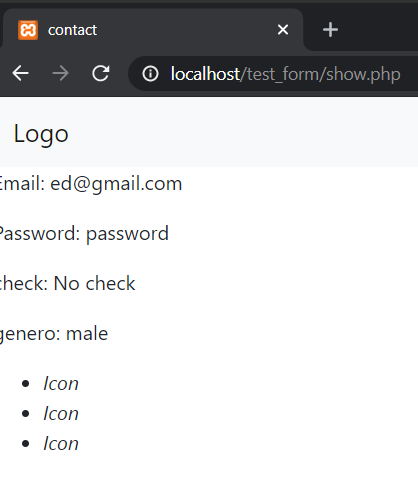 contact
localhost/test_form/show.php
Logo
Email: ed@gmail.com
Password: password
check: No check
genero: male
Icon
Icon
Icon